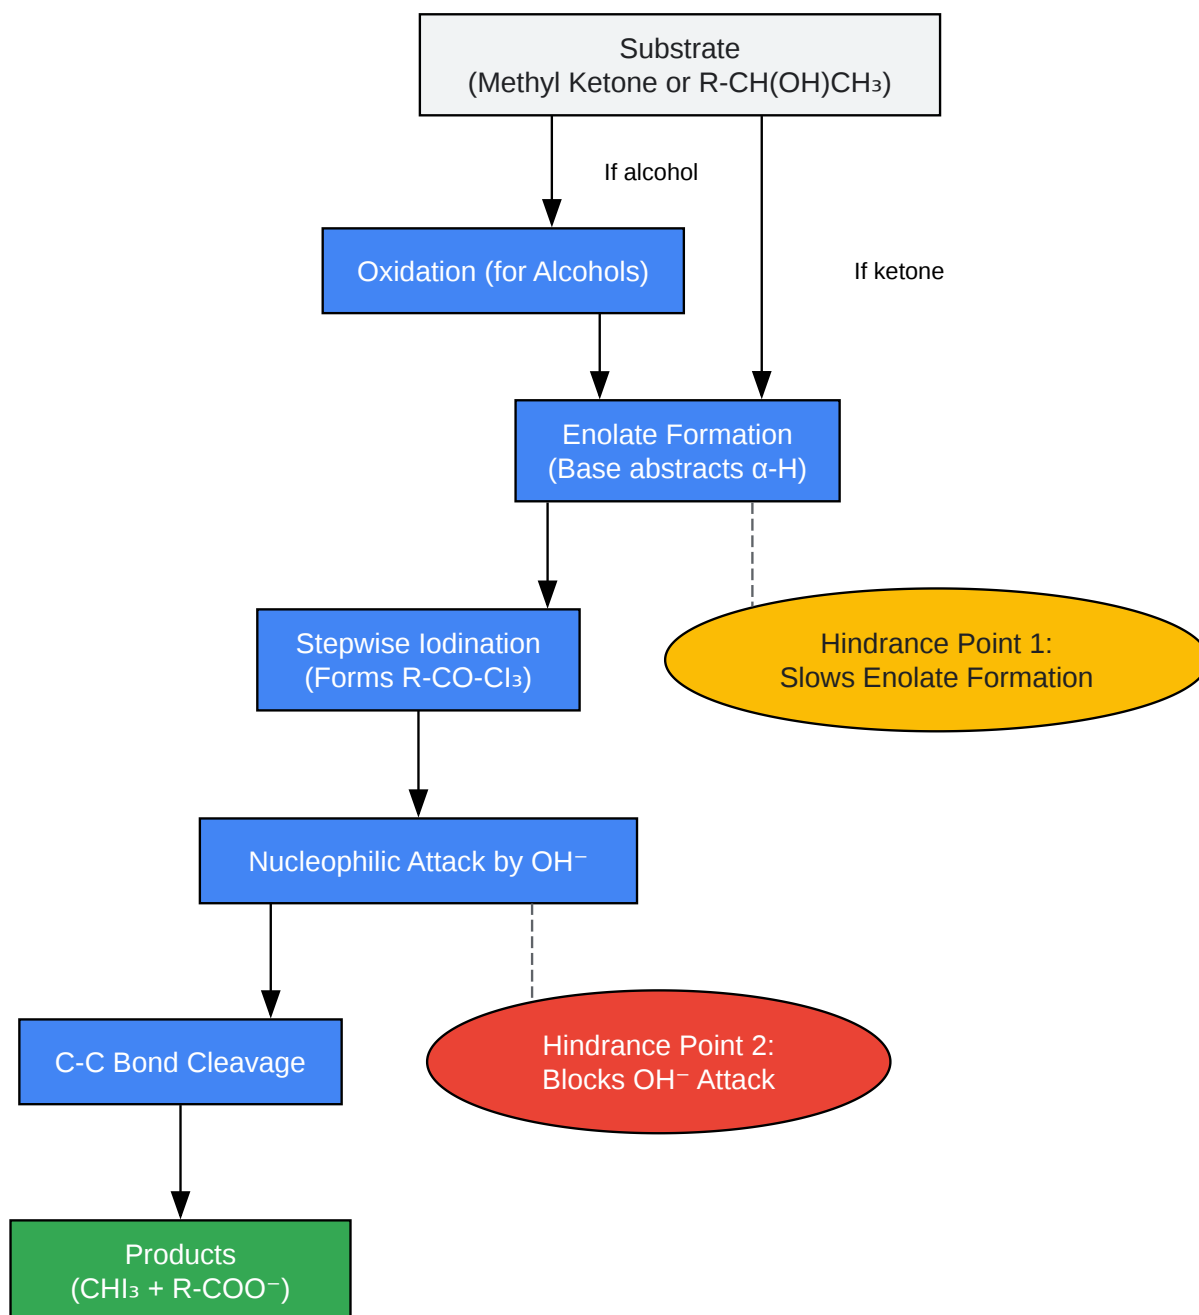 Substrate
(Methyl Ketone or R-CH(OH)CH₃)
If alcohol
Oxidation (for Alcohols)
If ketone
Enolate Formation
(Base abstracts α-H)
Stepwise Iodination
(Forms R-CO-CI₃)
Hindrance Point 1:
Slows Enolate Formation
Nucleophilic Attack by OH⁻
C-C Bond Cleavage
Hindrance Point 2:
Blocks OH⁻ Attack
Products
(CHI₃ + R-COO⁻)